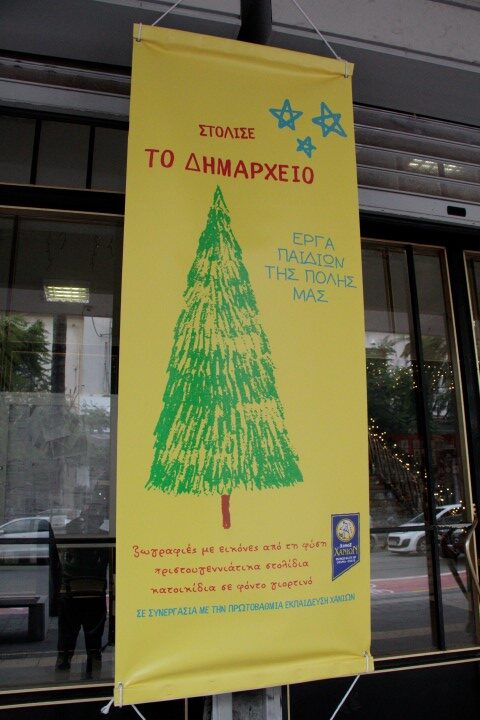 ΣΤΟΛΙΣΕ
ΤΟ ΔΗΜΑΡΧΕΙΟ
ΕΡΓΑ
ΠΑΙΔΙΩΝ
ΤΗΣ ΠΟΛΗΣ
ΜΑΣ
ζωγραφιές με εικόνες από τη φύση
χριστουγεννιάτικα στολίδια
κατοικίδια σε φόντο γιορτινό
ΔΗΜΟΣ
ΧΑΝΙΩΝ
ΣΕ ΣΥΝΕΡΓΑΣΙΑ ΜΕ ΤΗΝ ΠΡΩΤΟΒΑΘΜΙΑ ΕΚΠΑΙΔΕΥΣΗ ΧΑΝΙΩΝ